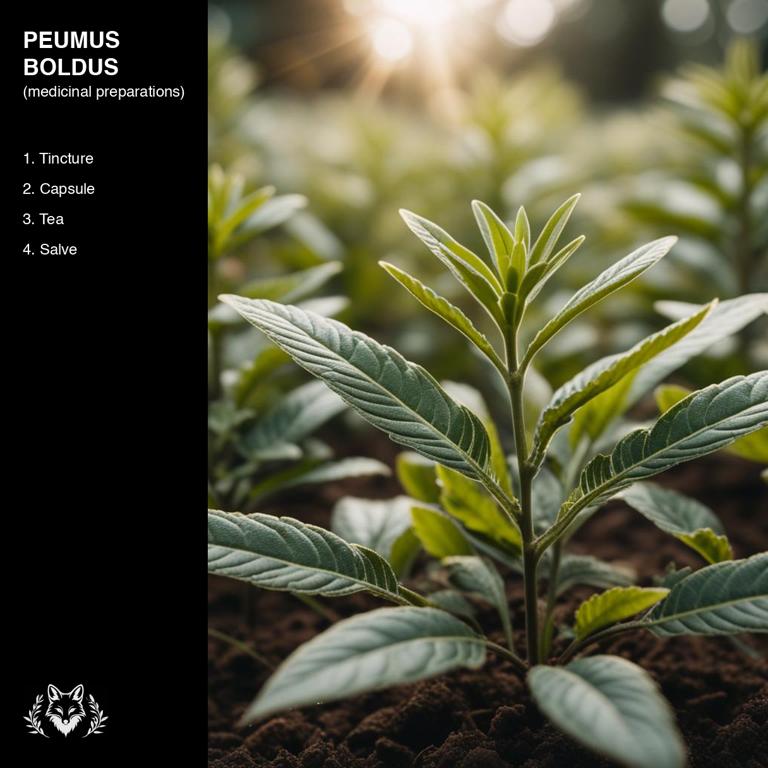 PEUMUS
BOLDUS
(medicinal preparations)
1. Tincture
2. Capsule
3. Tea
4. Salve